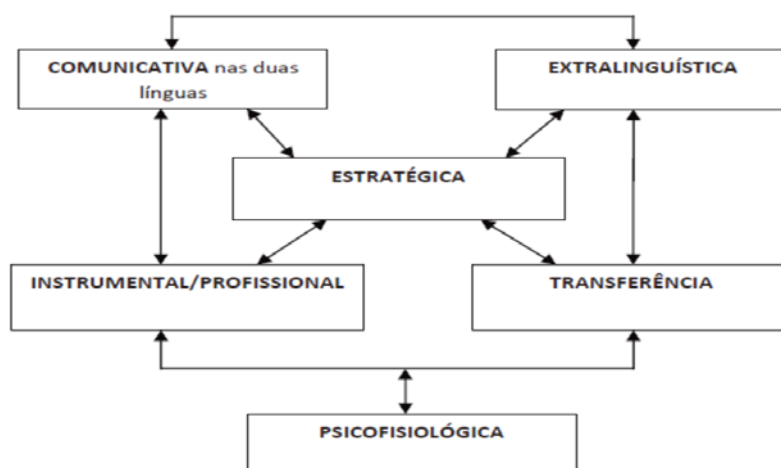 COMUNICATIVA nas duas
línguas
EXTRALINGUÍSTICA
ESTRATÉGICA
INSTRUMENTAL/PROFISSIONAL
TRANSFERÊNCIA
PSICOFISIOLÓGICA